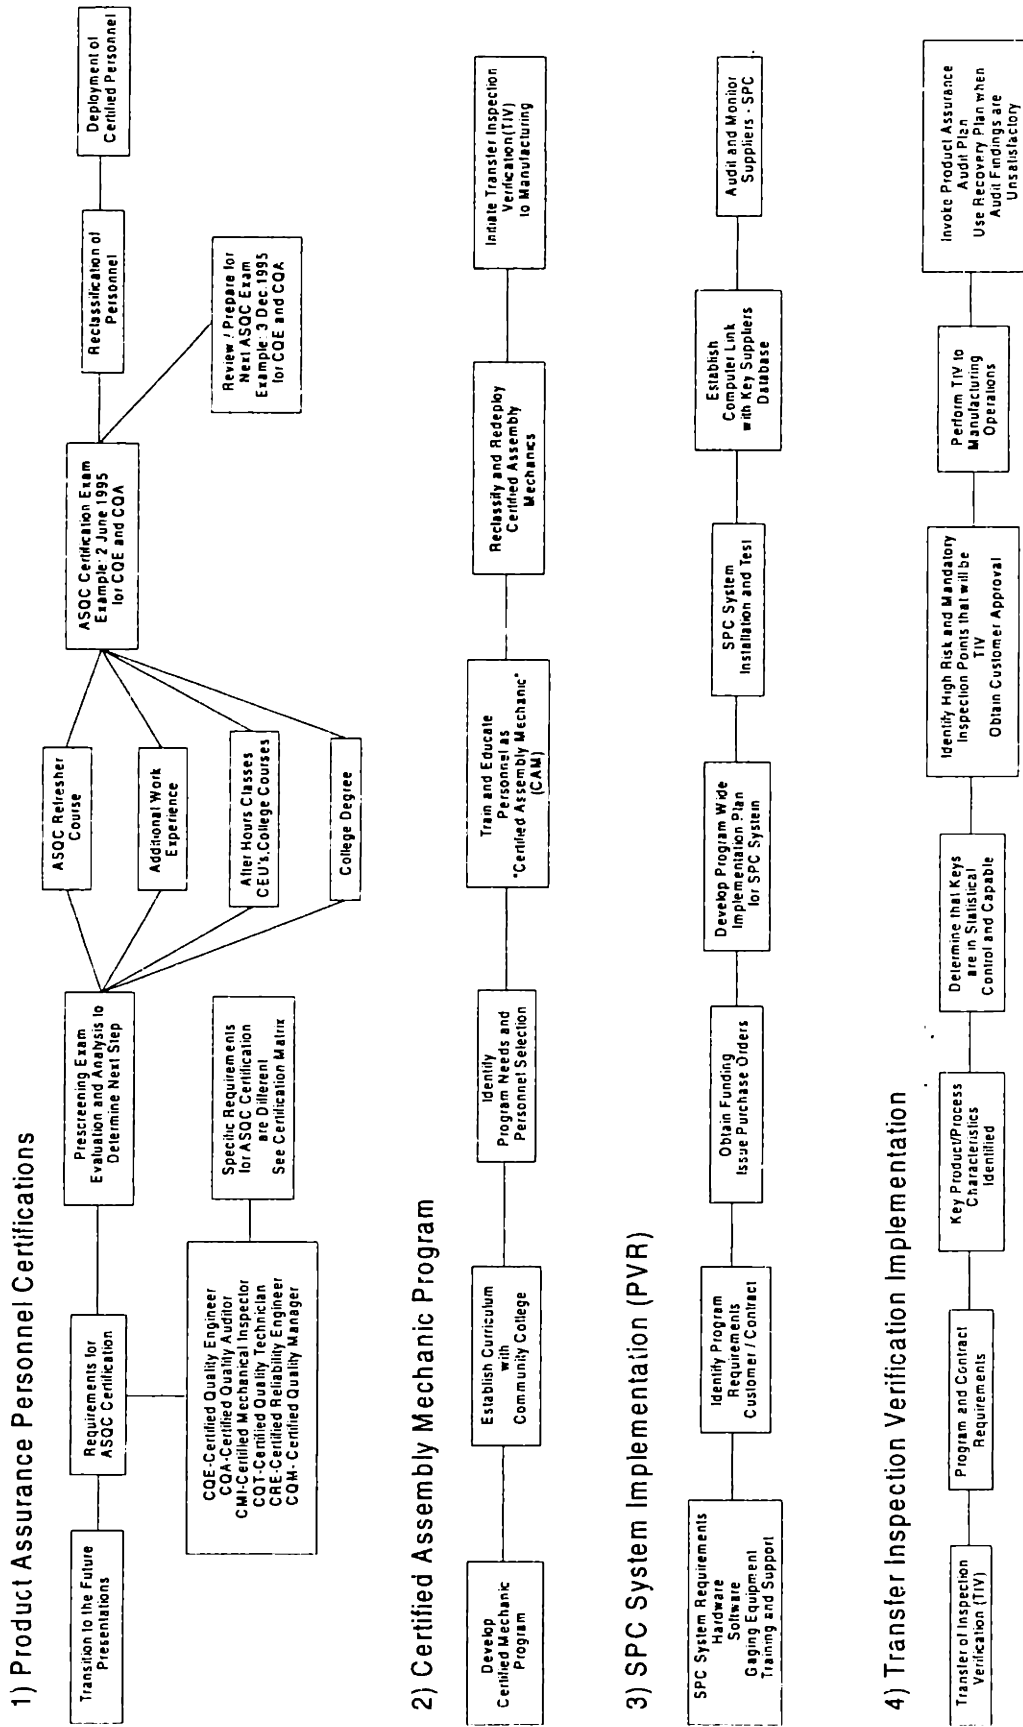 1) Product Assurance Personnel Certifications
Transition to the Future
Presentations
Requirements for
ASQC Certification
CQE-Certified Quality Engineer
CQA-Certified Quality Auditor
CMI-Certified Mechanical Inspector
CQT-Certified Quality Technician
CRE-Certified Reliability Engineer
CQM- Certified Quality Manager
Prescreening Exam
Evaluation and Analysis to
Determine Next Step
Specific Requirements
for ASQC Certification
are Different
See Certification Matrix
ASQC Refresher
Course
Additional Work
Experience
After Hours Classes
CEU's, College Courses
College Degree
ASQC Certification Exam
Example: 2 June 1995
for CQE and CQA
Reclassification of
Personnel
Review / Prepare for
Next ASQC Exam
Example: 3 Dec 1995
for CQE and CQA
Deployment of
Certified Personnel
2) Certified Assembly Mechanic Program
Develop
Certified Mechanic
Program
Establish Curriculum
with
Community College
Identify
Program Needs and
Personnel Selection
Train and Educate
Personnel as
"Certified Assembly Mechanic"
(CAM)
Reclassify and Redeploy
Certified Assembly
Mechanics
Initiate Transfer Inspection
Verification(TIV)
to Manufacturing
3) SPC System Implementation (PVR)
SPC System Requirements
Hardware
Software
Gaging Equipment
Training and Support
Identify Program
Requirements
Customer / Contract
Obtain Funding
Issue Purchase Orders
Develop Program Wide
Implementation Plan
for SPC System
SPC System
Installation and Test
Establish
Computer Link
with Key Suppliers
Database
Audit and Monitor
Suppliers - SPC
4) Transfer Inspection Verification Implementation
Transfer of Inspection
Verification (TIV)
Program and Contract
Requirements
Key Product/Process
Characteristics
Identified
Determine that Keys
are in Statistical
Control and Capable
Identify High Risk and Mandatory
Inspection Points that will be
TIV
Obtain Customer Approval
Perform TIV to
Manufacturing
Operations
Invoke Product Assurance
Audit Plan
Use Recovery Plan when
Audit Findings are
Unsatisfactory